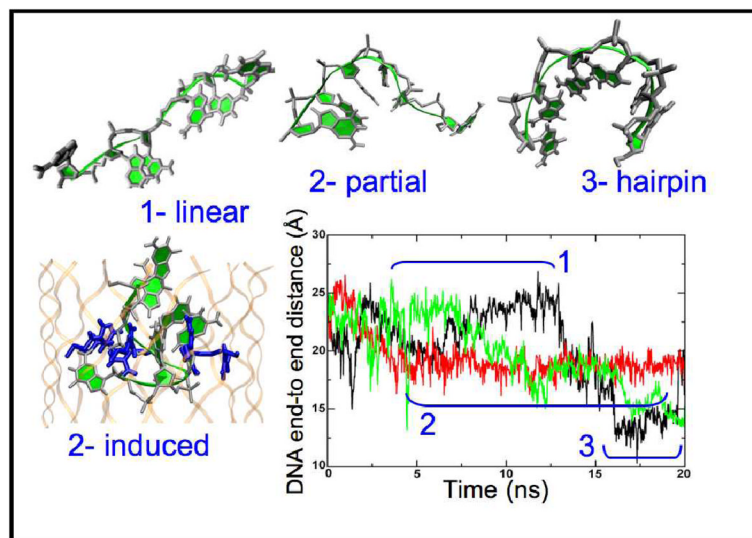 1- linear
2- partial
3- hairpin
2- induced
DNA end-to end distance (Å)
30
25
20
15
10
0
5
10
15
20
Time (ns)
1
2
3